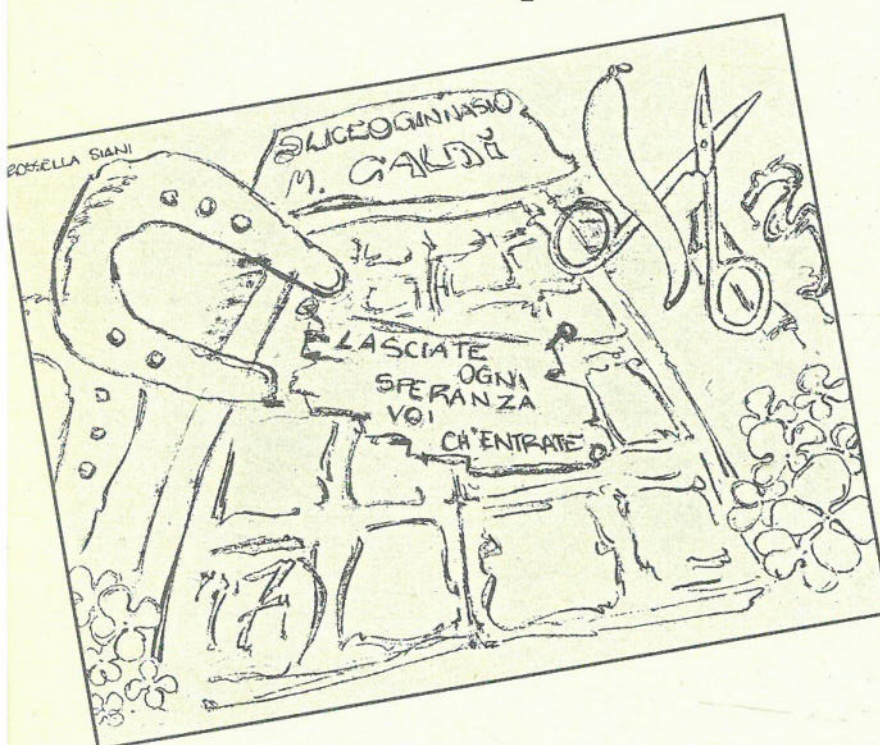 ROSSELLA SIANI
LICEO GINNASIO
M. GALDI
LASCIATE
OGNI
SPERANZA
VOI
CH'ENTRATE